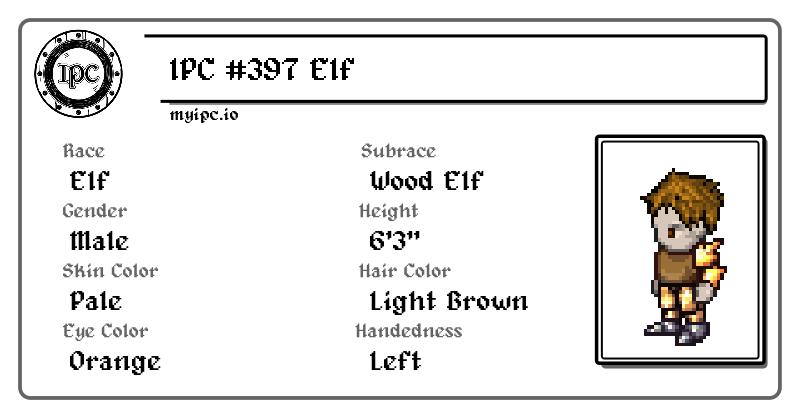 IPC
IPC #397 Elf
myipc.io
Race
Elf
Subrace
Wood Elf
Gender
Male
Height
6'3"
Skin Color
Pale
Hair Color
Light Brown
Eye Color
Orange
Handedness
Left